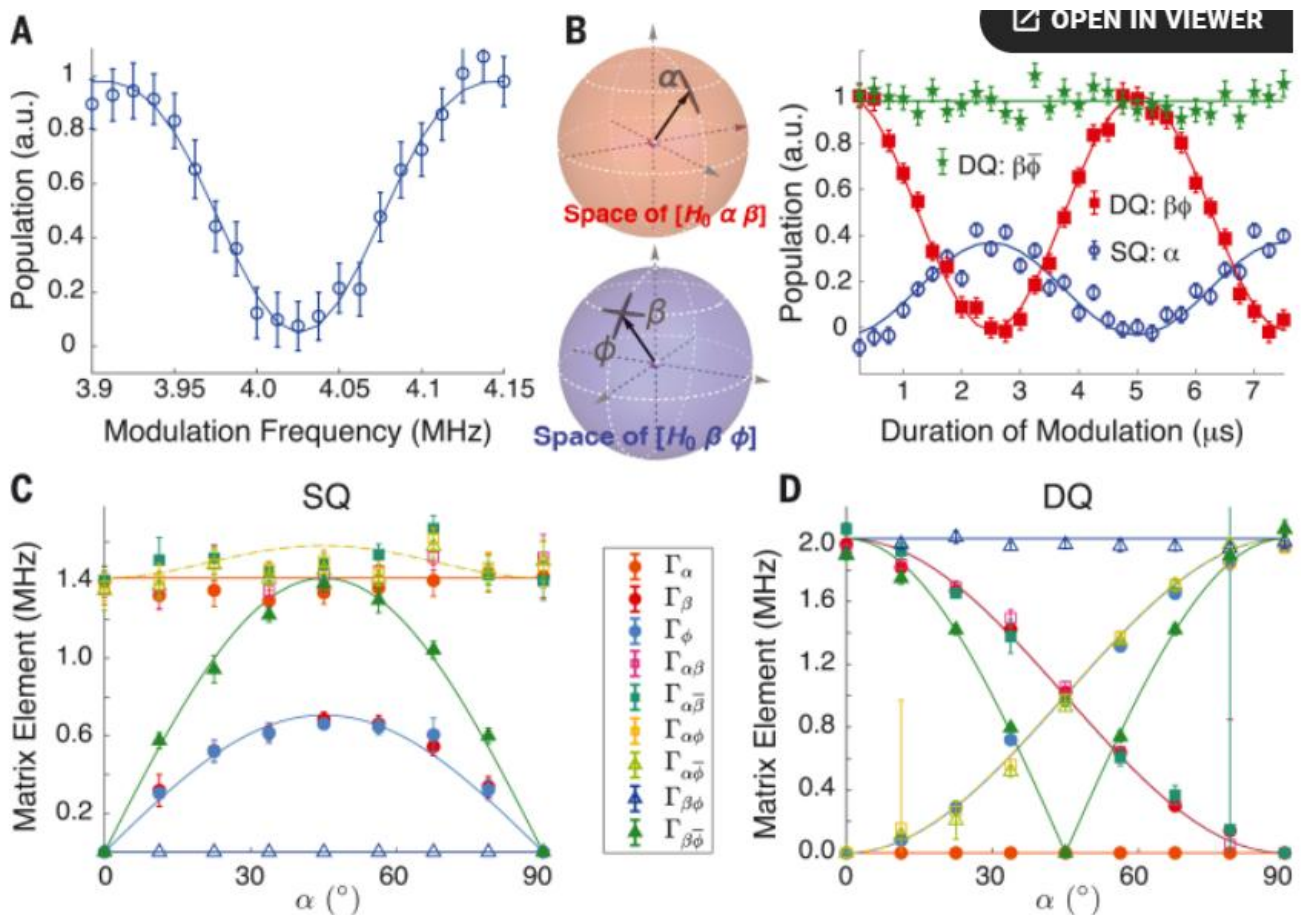 OPEN IN VIEWER
A
Population (a.u.)
1
0.8
0.6
0.4
0.2
0
3.9
3.95
4.0
4.05
4.1
4.15
Modulation Frequency (MHz)
B
α
Space of [H₀ α β]
β
ϕ
Space of [H₀ β ϕ]
Population (a.u.)
1
0.8
0.6
0.4
0.2
0
DQ: βϕ̅
DQ: βϕ
SQ: α
1
2
3
4
5
6
7
Duration of Modulation (μs)
C
SQ
Matrix Element (MHz)
1.4
1.0
0.6
0.2
0
30
60
90
α (°)
Γα
Γβ
Γϕ
Γαβ
Γαβ̅
Γαϕ
Γαϕ̅
Γβϕ
Γβϕ̅
D
DQ
Matrix Element (MHz)
2.0
1.6
1.2
0.8
0.4
0.0
0
30
60
90
α (°)